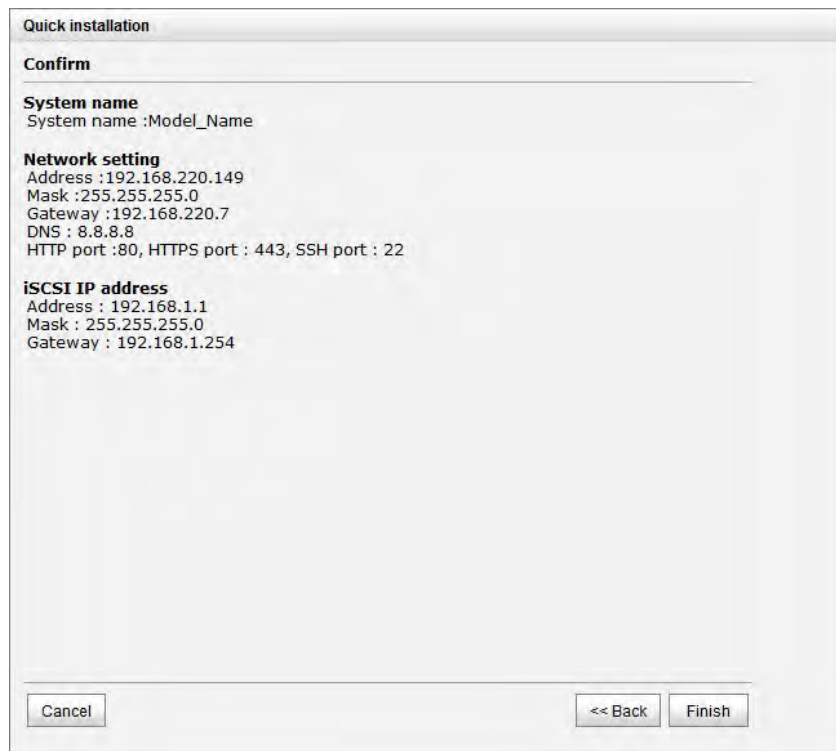 Quick installation
Confirm
System name
System name :Model_Name
Network setting
Address :192.168.220.149
Mask :255.255.255.0
Gateway :192.168.220.7
DNS : 8.8.8.8
HTTP port :80, HTTPS port : 443, SSH port : 22
iSCSI IP address
Address : 192.168.1.1
Mask : 255.255.255.0
Gateway : 192.168.1.254
Cancel << Back Finish